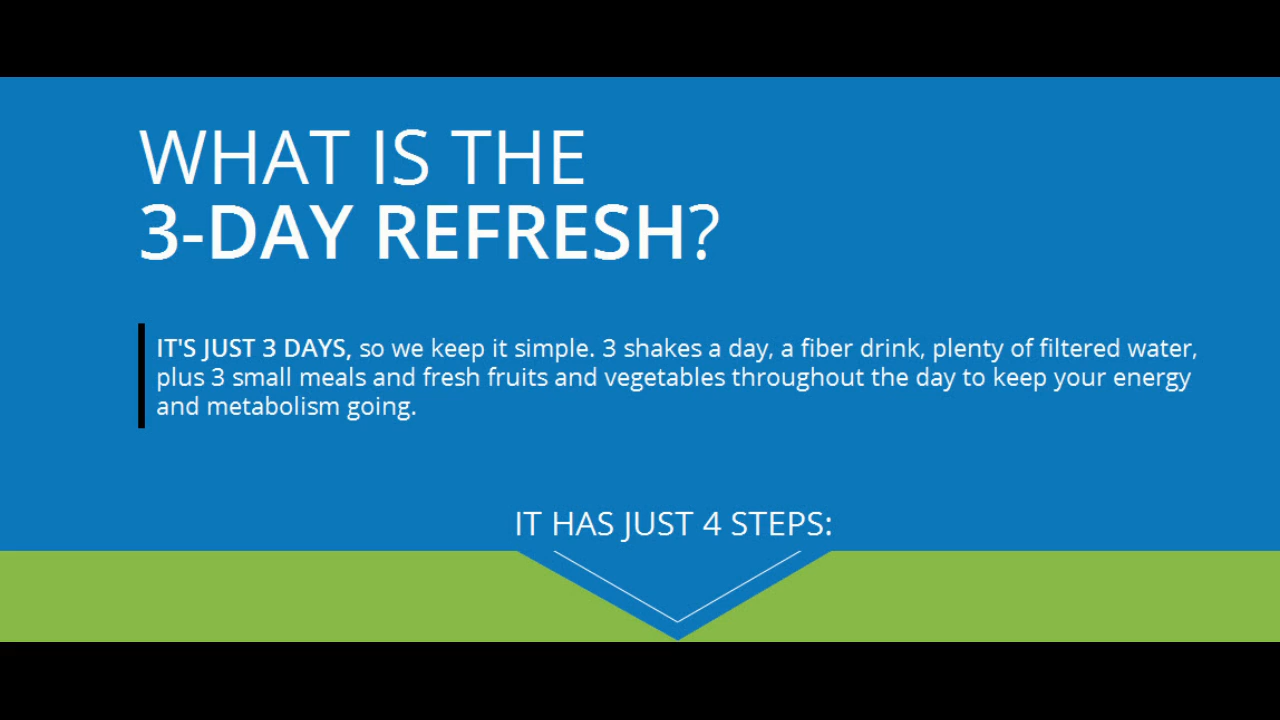 WHAT IS THE
3-DAY REFRESH?
IT'S JUST 3 DAYS, so we keep it simple. 3 shakes a day, a fiber drink, plenty of filtered water,
plus 3 small meals and fresh fruits and vegetables throughout the day to keep your energy
and metabolism going.
IT HAS JUST 4 STEPS: